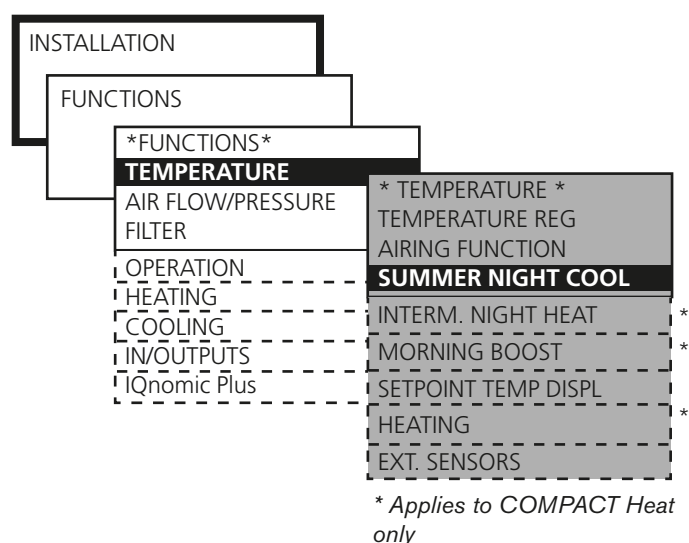 INSTALLATION
FUNCTIONS
*FUNCTIONS*
TEMPERATURE
AIR FLOW/PRESSURE
FILTER
OPERATION
HEATING
COOLING
IN/OUTPUTS
IQnomic Plus
* TEMPERATURE *
TEMPERATURE REG
AIRING FUNCTION
SUMMER NIGHT COOL
INTERM. NIGHT HEAT *
MORNING BOOST *
SETPOINT TEMP DISPL
HEATING *
EXT. SENSORS
* Applies to COMPACT Heat
only